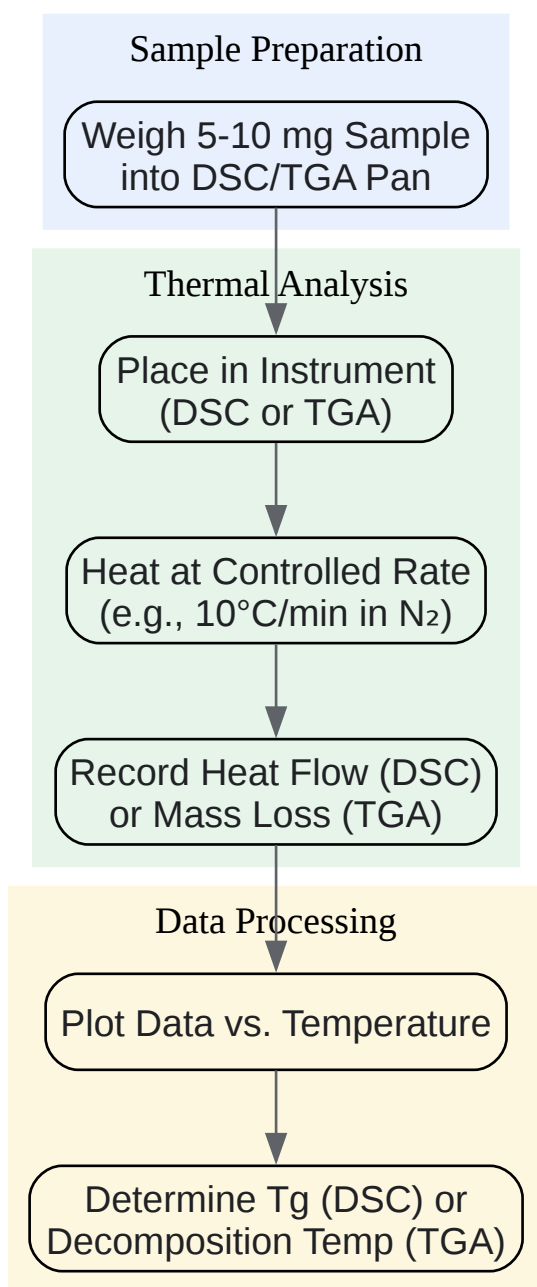 Sample Preparation
Weigh 5-10 mg Sample
into DSC/TGA Pan
Thermal Analysis
Place in Instrument
(DSC or TGA)
Heat at Controlled Rate
(e.g., 10°C/min in N₂)
Record Heat Flow (DSC)
or Mass Loss (TGA)
Data Processing
Plot Data vs. Temperature
Determine Tg (DSC) or
Decomposition Temp (TGA)